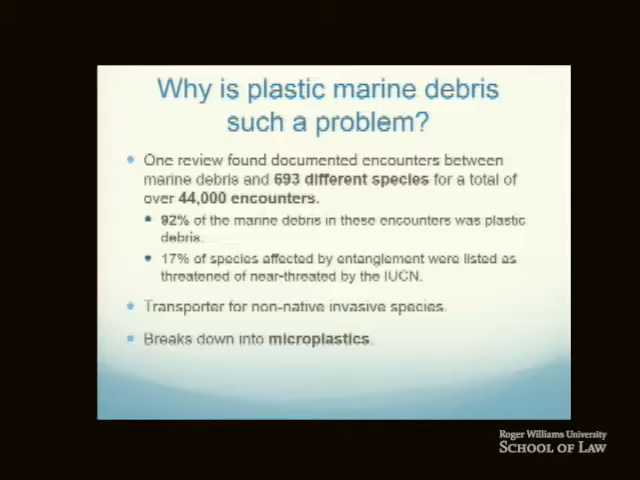 Why is plastic marine debris
such a problem?
One review found documented encounters between
marine debris and 693 different species for a total of
over 44,000 encounters.
92% of the marine debris in these encounters was plastic
debris.
17% of species affected by entanglement were listed as
threatened of near-threated by the IUCN.
Transporter for non-native invasive species.
Breaks down into microplastics.
Roger Williams University
SCHOOL OF LAW